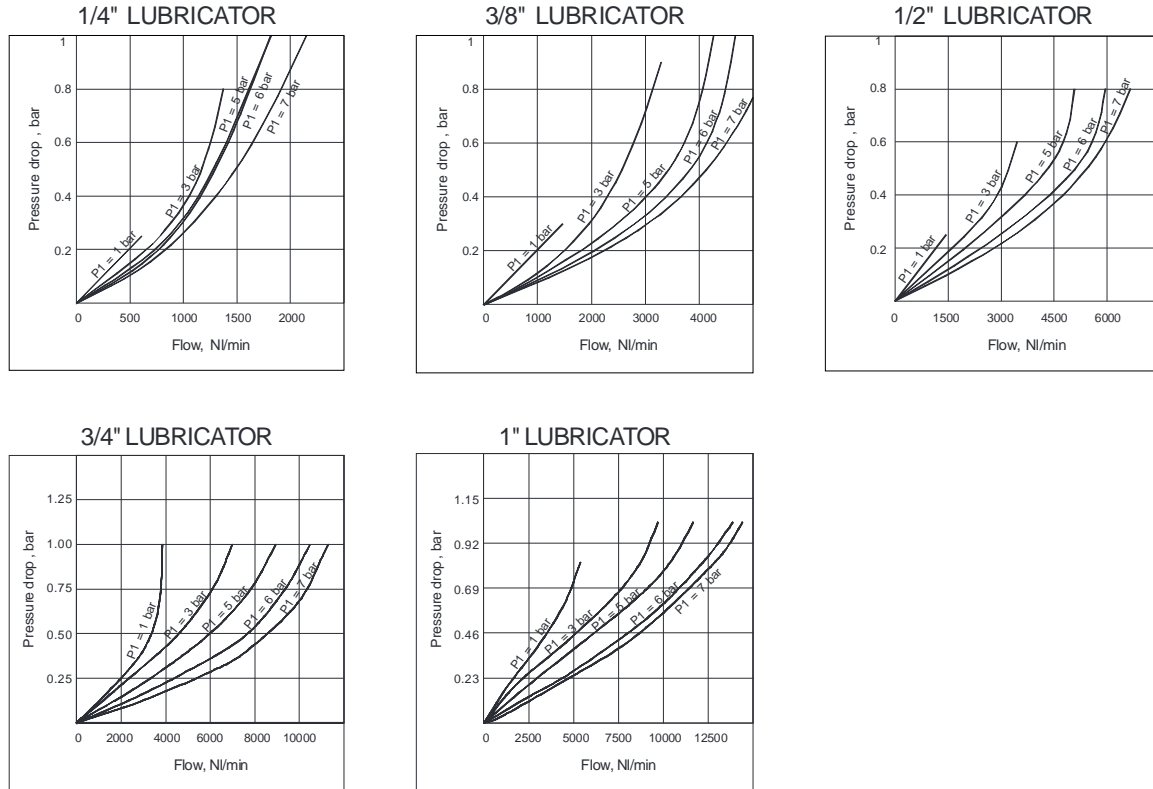 1/4" LUBRICATOR
1
0.8
0.6
0.4
0.2
Pressure drop , bar
P1 = 1 bar
P1 = 3 bar
P1 = 5 bar
P1 = 6 bar
P1 = 7 bar
0 500 1000 1500 2000
Flow, Nl/min
3/8" LUBRICATOR
1
0.8
0.6
0.4
0.2
Pressure drop , bar
P1 = 1 bar
P1 = 3 bar
P1 = 5 bar
P1 = 6 bar
P1 = 7 bar
0 1000 2000 3000 4000
Flow, Nl/min
1/2" LUBRICATOR
1
0.8
0.6
0.4
0.2
Pressure drop , bar
P1 = 1 bar
P1 = 3 bar
P1 = 5 bar
P1 = 6 bar
P1 = 7 bar
0 1500 3000 4500 6000
Flow, Nl/min
3/4" LUBRICATOR
1.25
1.00
0.75
0.50
0.25
Pressure drop , bar
P1 = 1 bar
P1 = 3 bar
P1 = 5 bar
P1 = 6 bar
P1 = 7 bar
0 2000 4000 6000 8000 10000
Flow, Nl/min
1" LUBRICATOR
1.15
0.92
0.69
0.46
0.23
Pressure drop , bar
P1 = 1 bar
P1 = 3 bar
P1 = 5 bar
P1 = 6 bar
P1 = 7 bar
0 2500 5000 7500 10000 12500
Flow, Nl/min